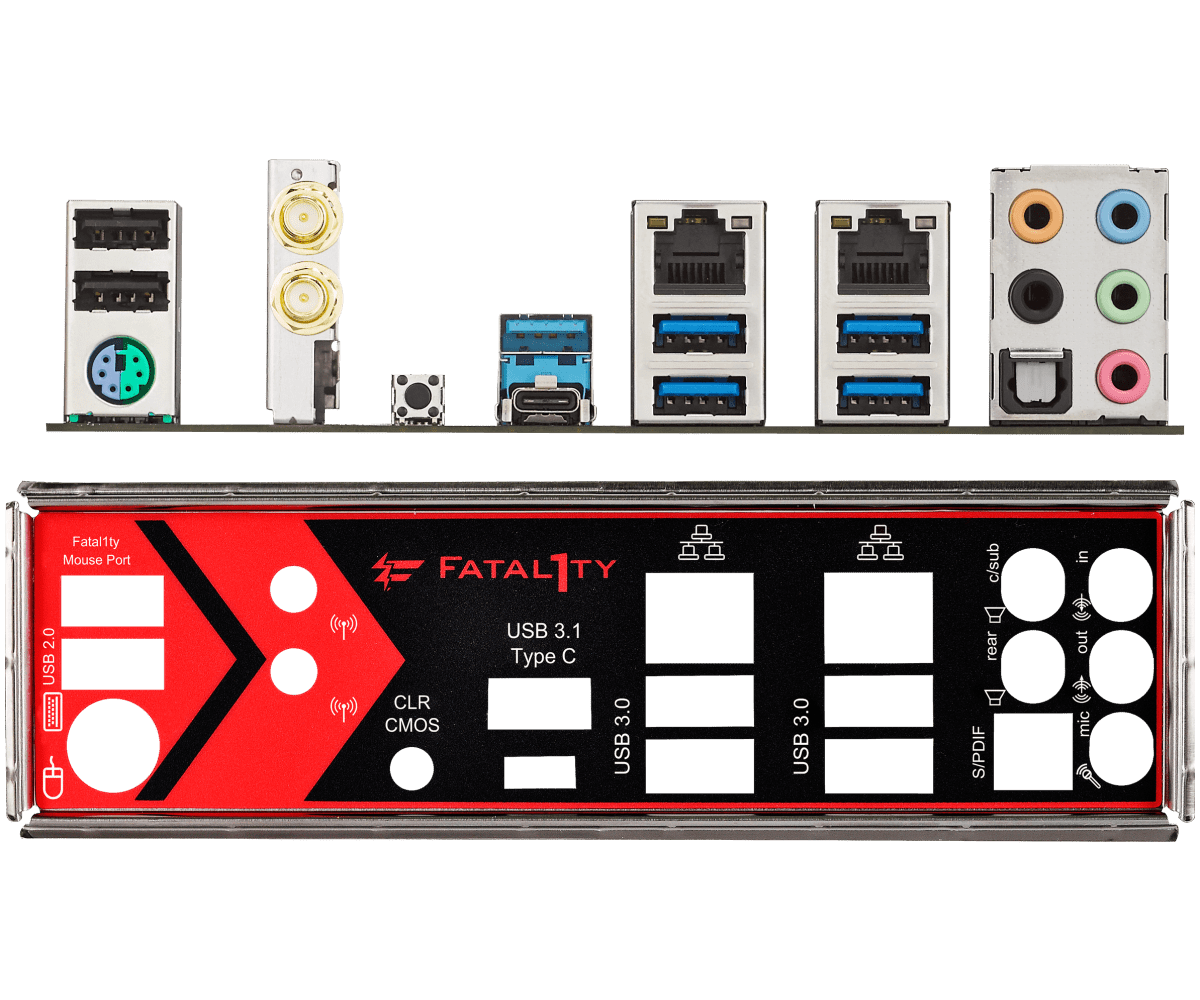 Fatal1ty
Mouse Port
USB 2.0
FATAL1TY
USB 3.1
Type C
CLR
CMOS
USB 3.0
USB 3.0
c/sub
in
rear
out
S/PDIF
mic